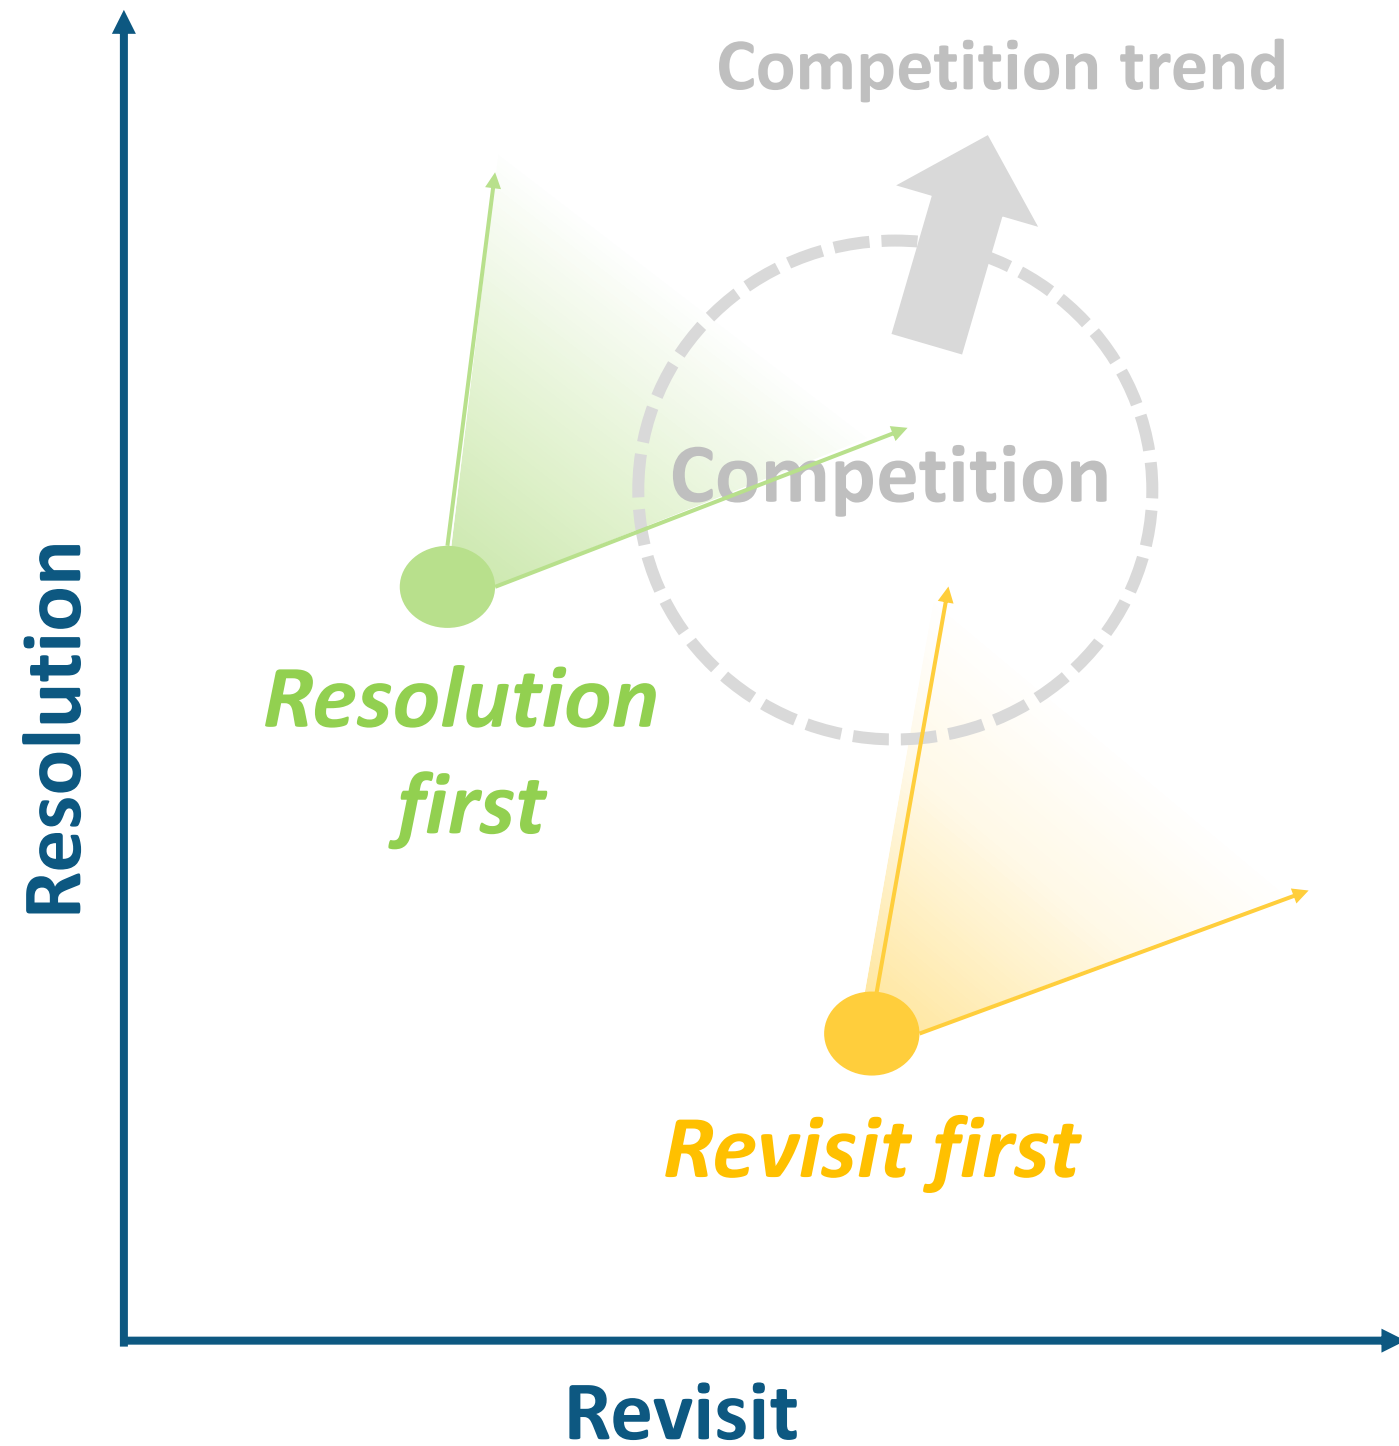 Competition trend
Competition
Resolution
Resolution
first
Revisit first
Revisit